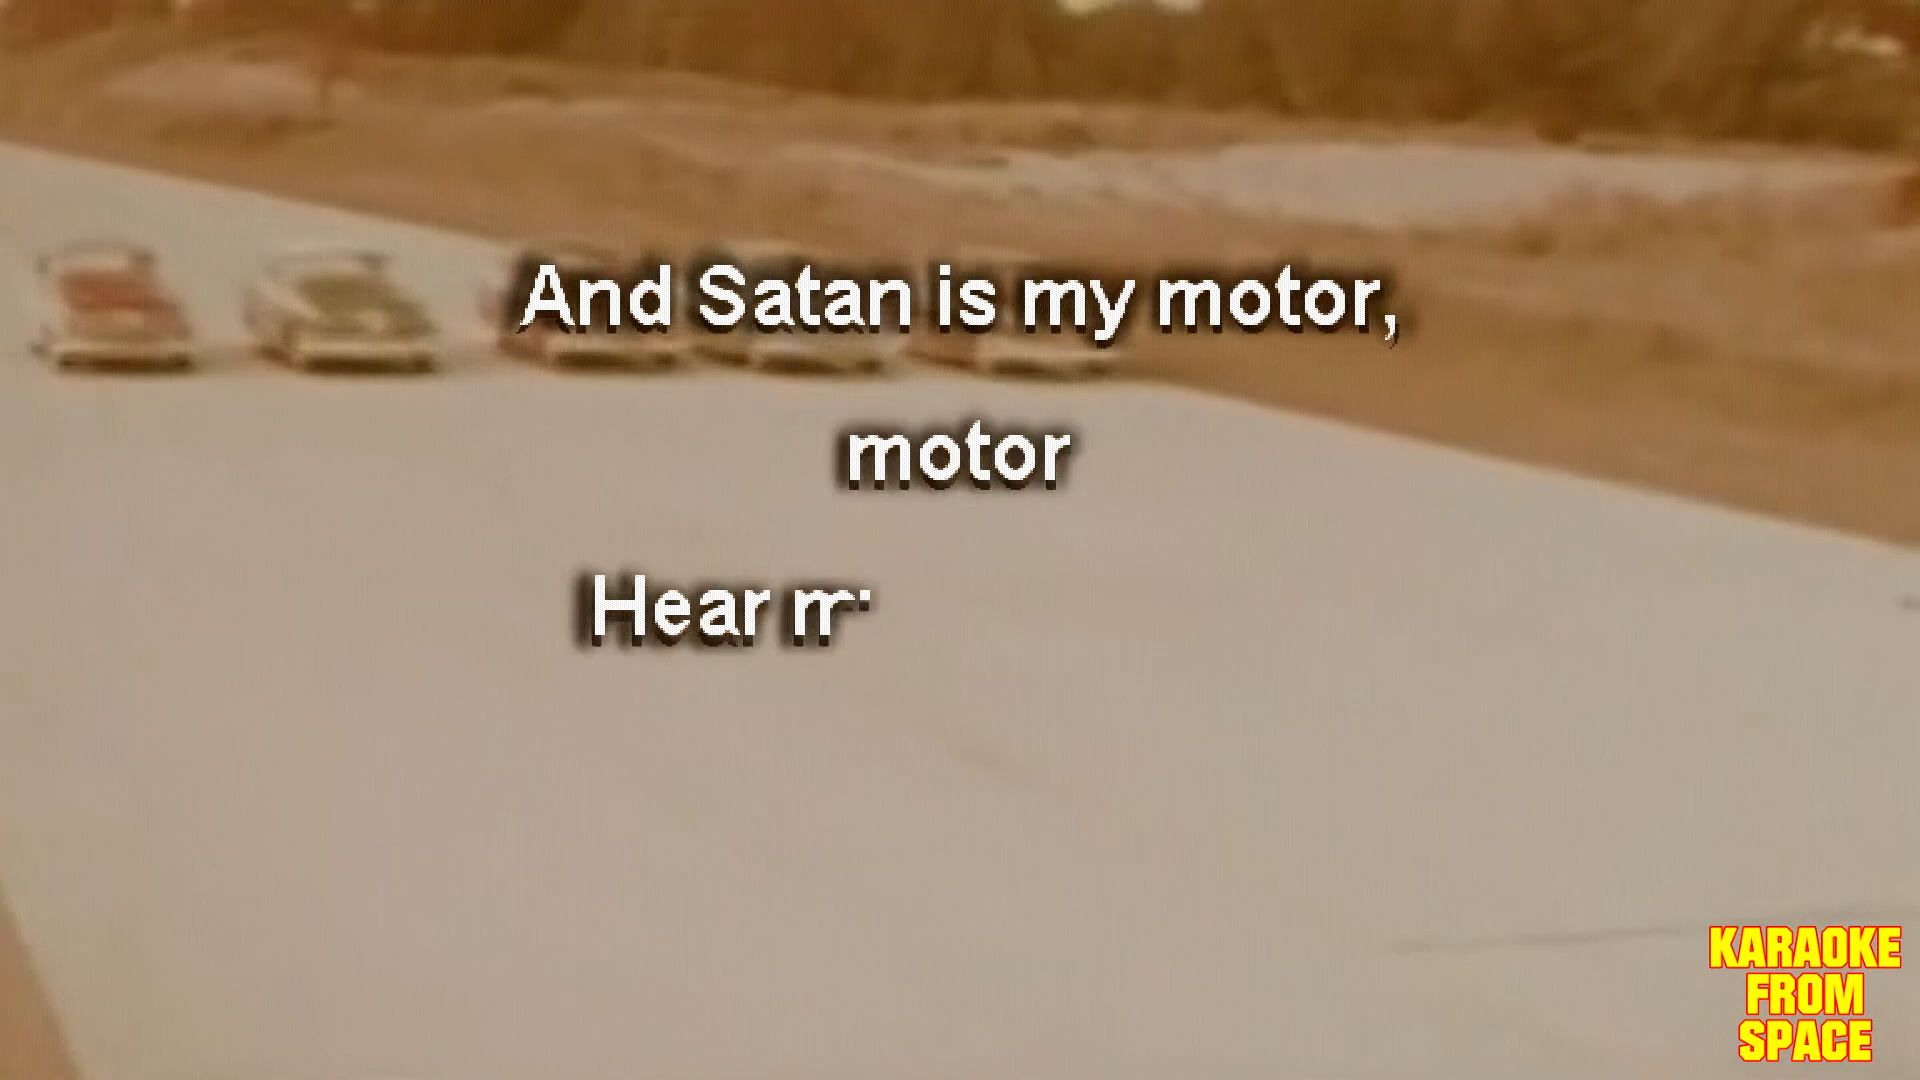 And Satan is my motor,
motor
Hear
KARAOKE
FROM
SPACE